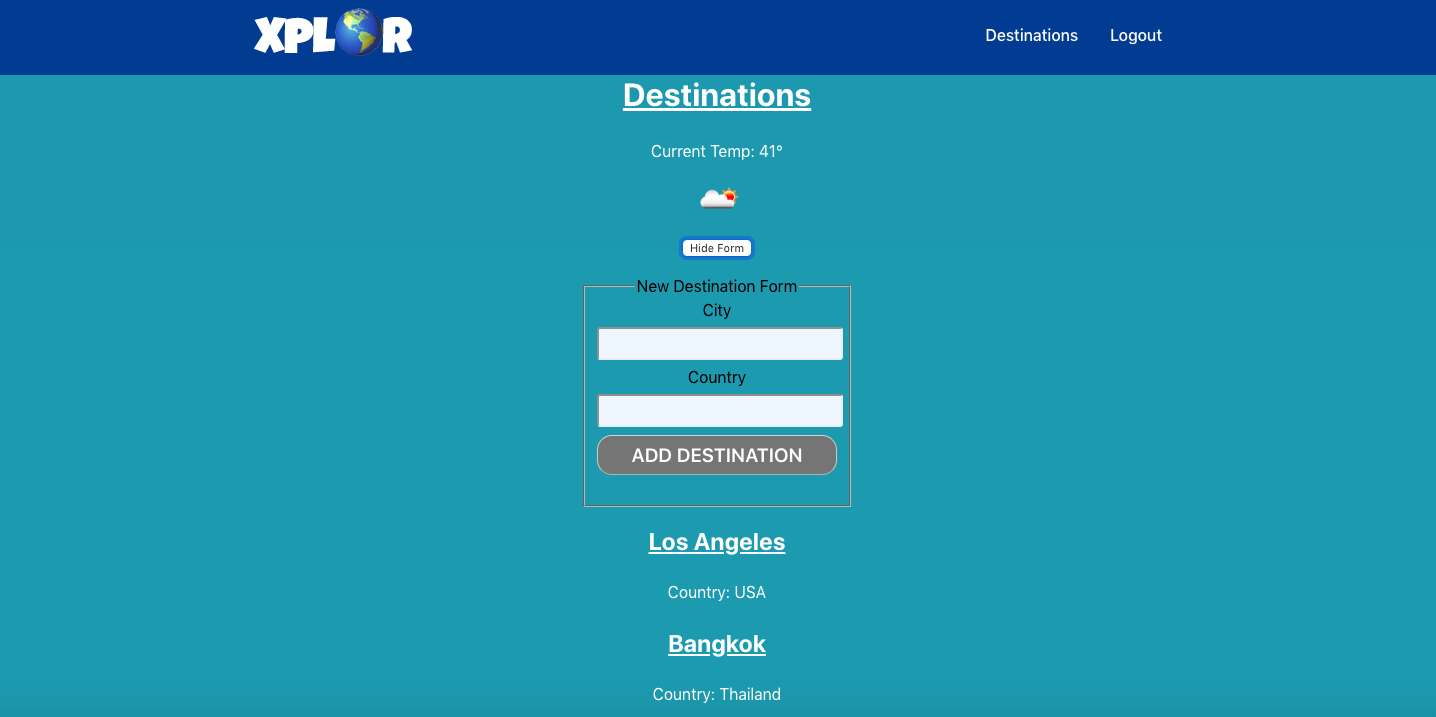 XPLOR
Destinations Logout
Destinations
Current Temp: 41°
Hide Form
New Destination Form
City
Country
ADD DESTINATION
Los Angeles
Country: USA
Bangkok
Country: Thailand